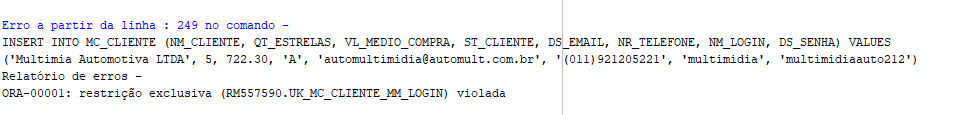 Erro a partir da linha : 249 no comando -
INSERT INTO MC_CLIENTE (NM_CLIENTE, QT_ESTRELAS, VL_MEDIO_COMPRA, ST_CLIENTE, DS_EMAIL, NR_TELEFONE, NM_LOGIN, DS_SENHA) VALUES
('Multimia Automotiva LTDA', 5, 722.30, 'A', 'automultimidia@automult.com.br', '(011)921205221', 'multimidia', 'multimidiaauto212')
Relatório de erros -
ORA-00001: restrição exclusiva (RM557590.UK_MC_CLIENTE_MM_LOGIN) violada